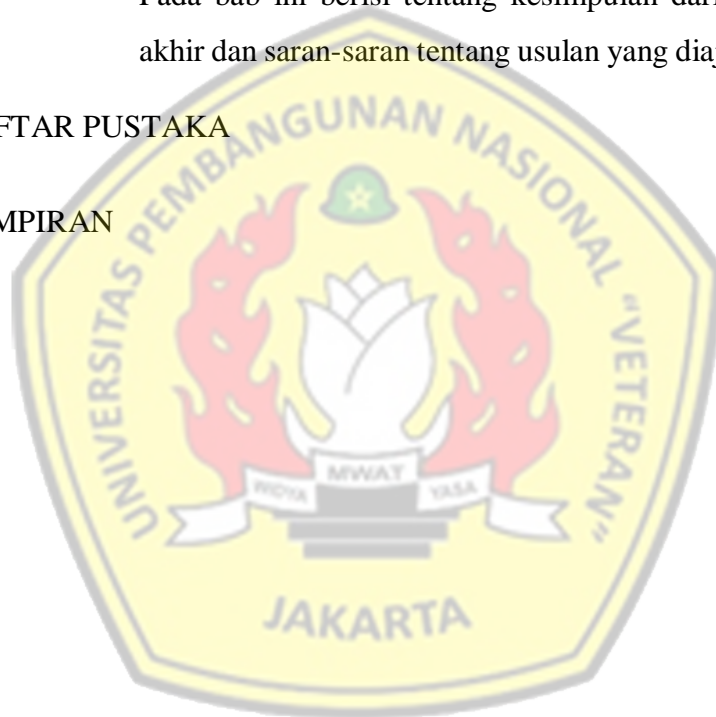 Pada bab ini berisi tentang kesimpulan dari
akhir dan saran-saran tentang usulan yang diaj
FTAR PUSTAKA
MPIRAN
UNIVERSITAS PEMBANGUNAN NASIONAL "VETERAN"
WIDYA MWAT YASA
JAKARTA